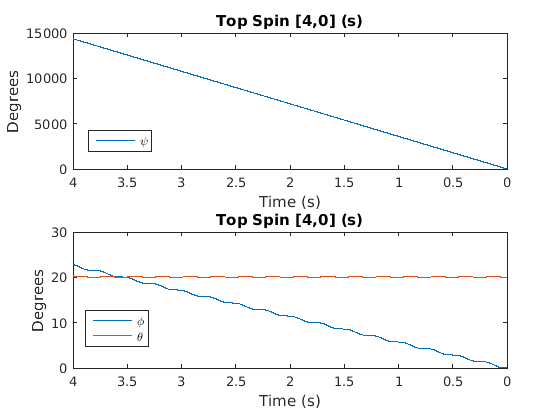 Top Spin [4,0] (s)
15000
10000
5000
0
Degrees
ψ
4 3.5 3 2.5 2 1.5 1 0.5 0
Time (s)
Top Spin [4,0] (s)
30
20
10
0
Degrees
ϕ
θ
4 3.5 3 2.5 2 1.5 1 0.5 0
Time (s)